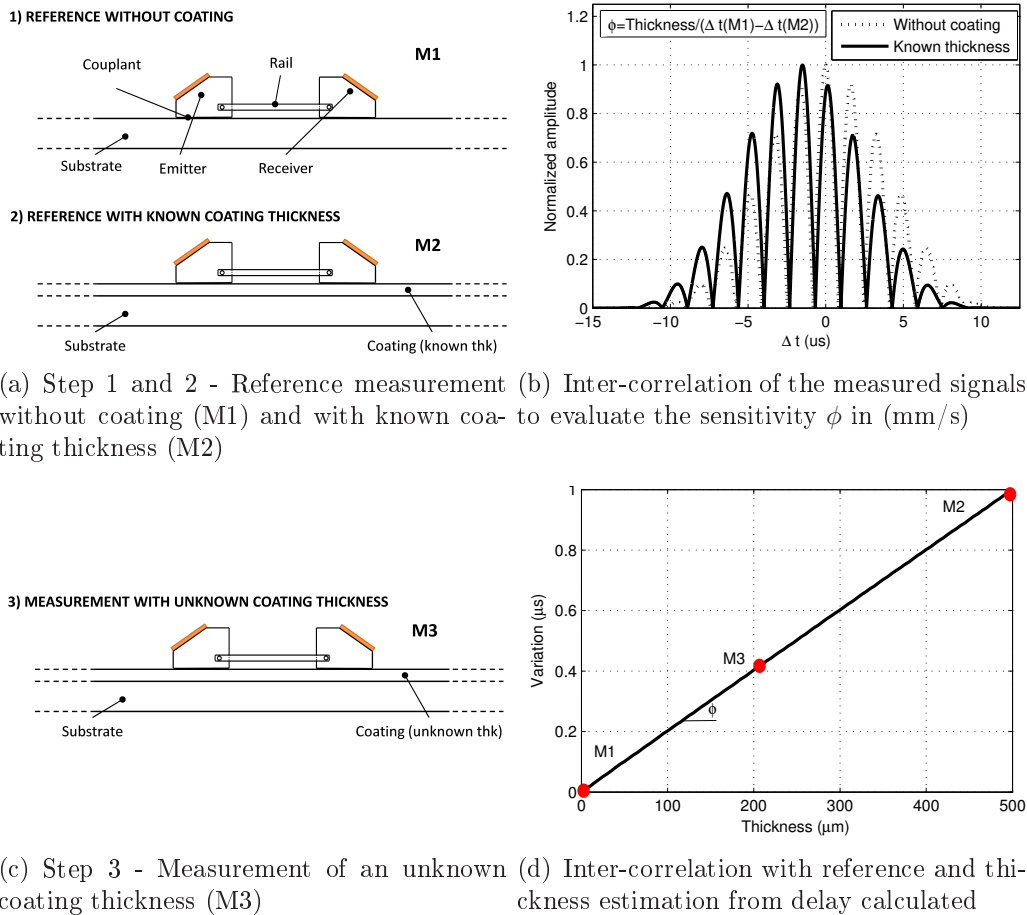 1) REFERENCE WITHOUT COATING
M1
Couplant
Rail
Substrate
Emitter
Receiver
2) REFERENCE WITH KNOWN COATING THICKNESS
M2
Substrate
Coating (known thk)
ϕ=Thickness/(Δ t(M1)−Δ t(M2))
Without coating
Known thickness
Normalized amplitude
1.2
1
0.8
0.6
0.4
0.2
0
−15
−10
−5
0
5
10
Δ t (us)
(a) Step 1 and 2 - Reference measurement
without coating (M1) and with known coa-
ting thickness (M2)
(b) Inter-correlation of the measured signals
to evaluate the sensitivity ϕ in (mm/s)
3) MEASUREMENT WITH UNKNOWN COATING THICKNESS
M3
Substrate
Coating (unknown thk)
Variation (μs)
1
0.8
0.6
0.4
0.2
0
M2
M3
ϕ
M1
0
100
200
300
400
500
Thickness (μm)
(c) Step 3 - Measurement of an unknown
coating thickness (M3)
(d) Inter-correlation with reference and thi-
ckness estimation from delay calculated